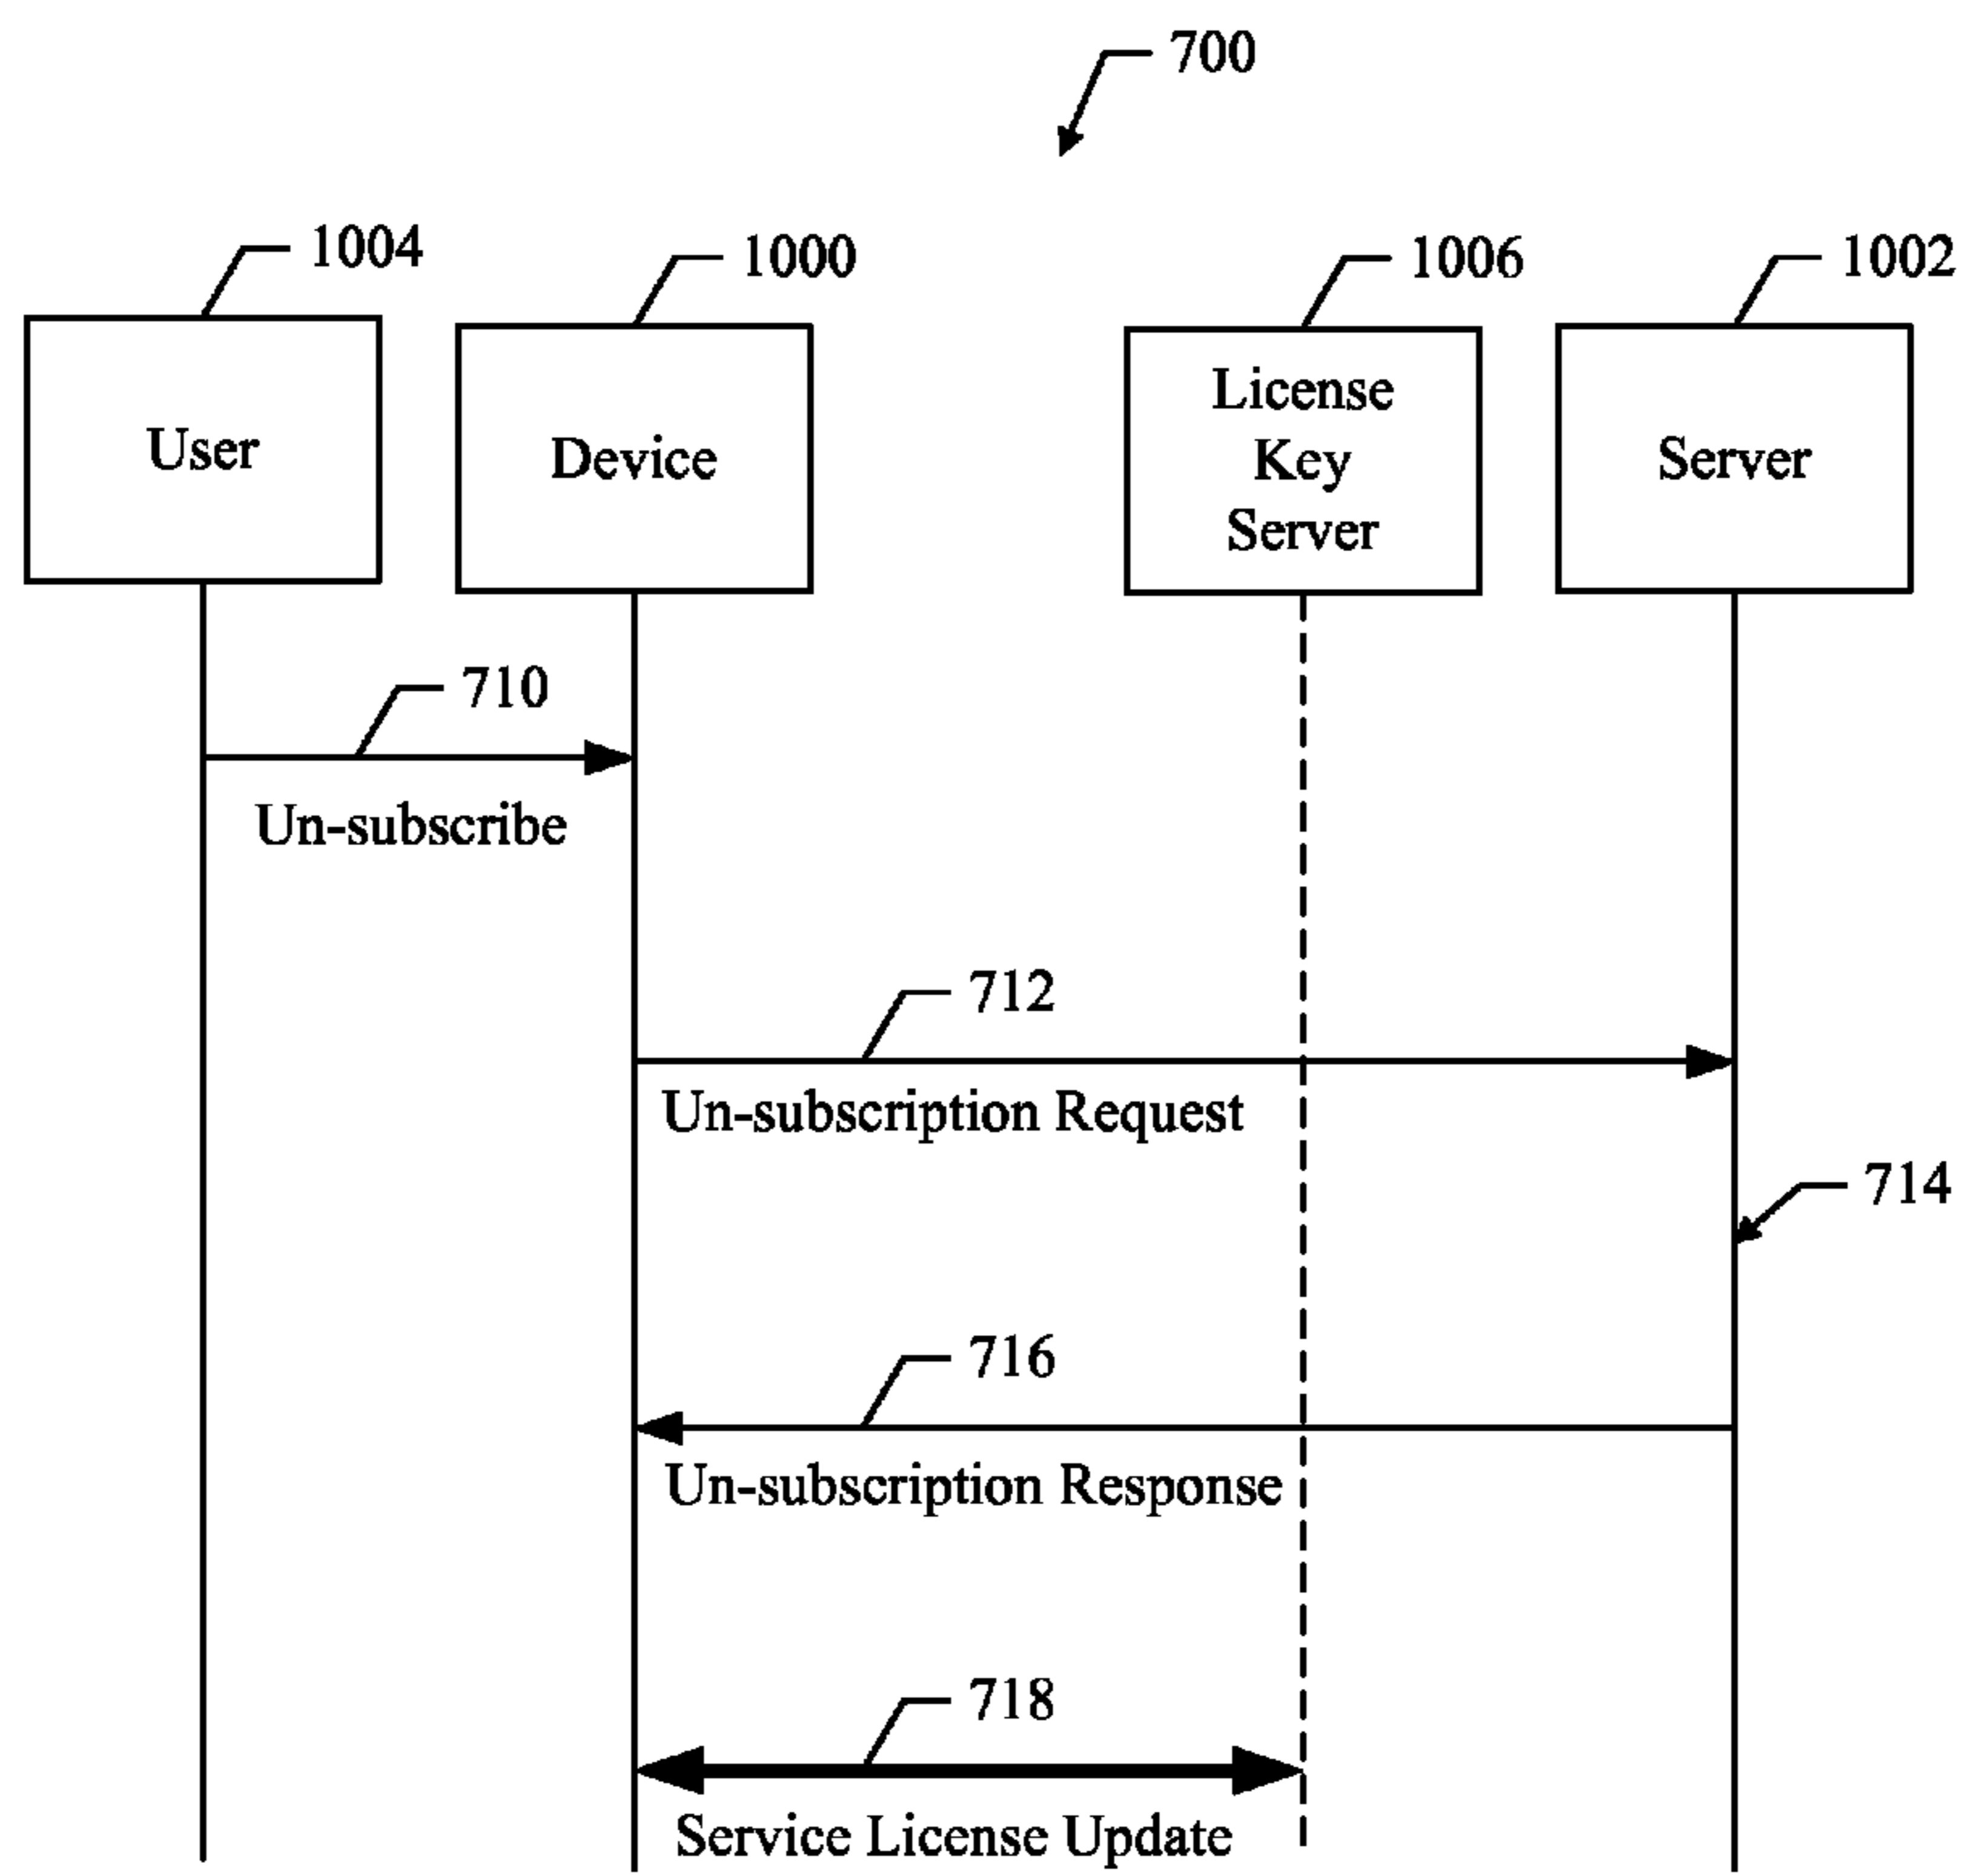 700
1004
1000
1006
1002
User
Device
License
Key
Server
Server
710
Un-subscribe
712
Un-subscription Request
714
716
Un-subscription Response
718
Service License Update